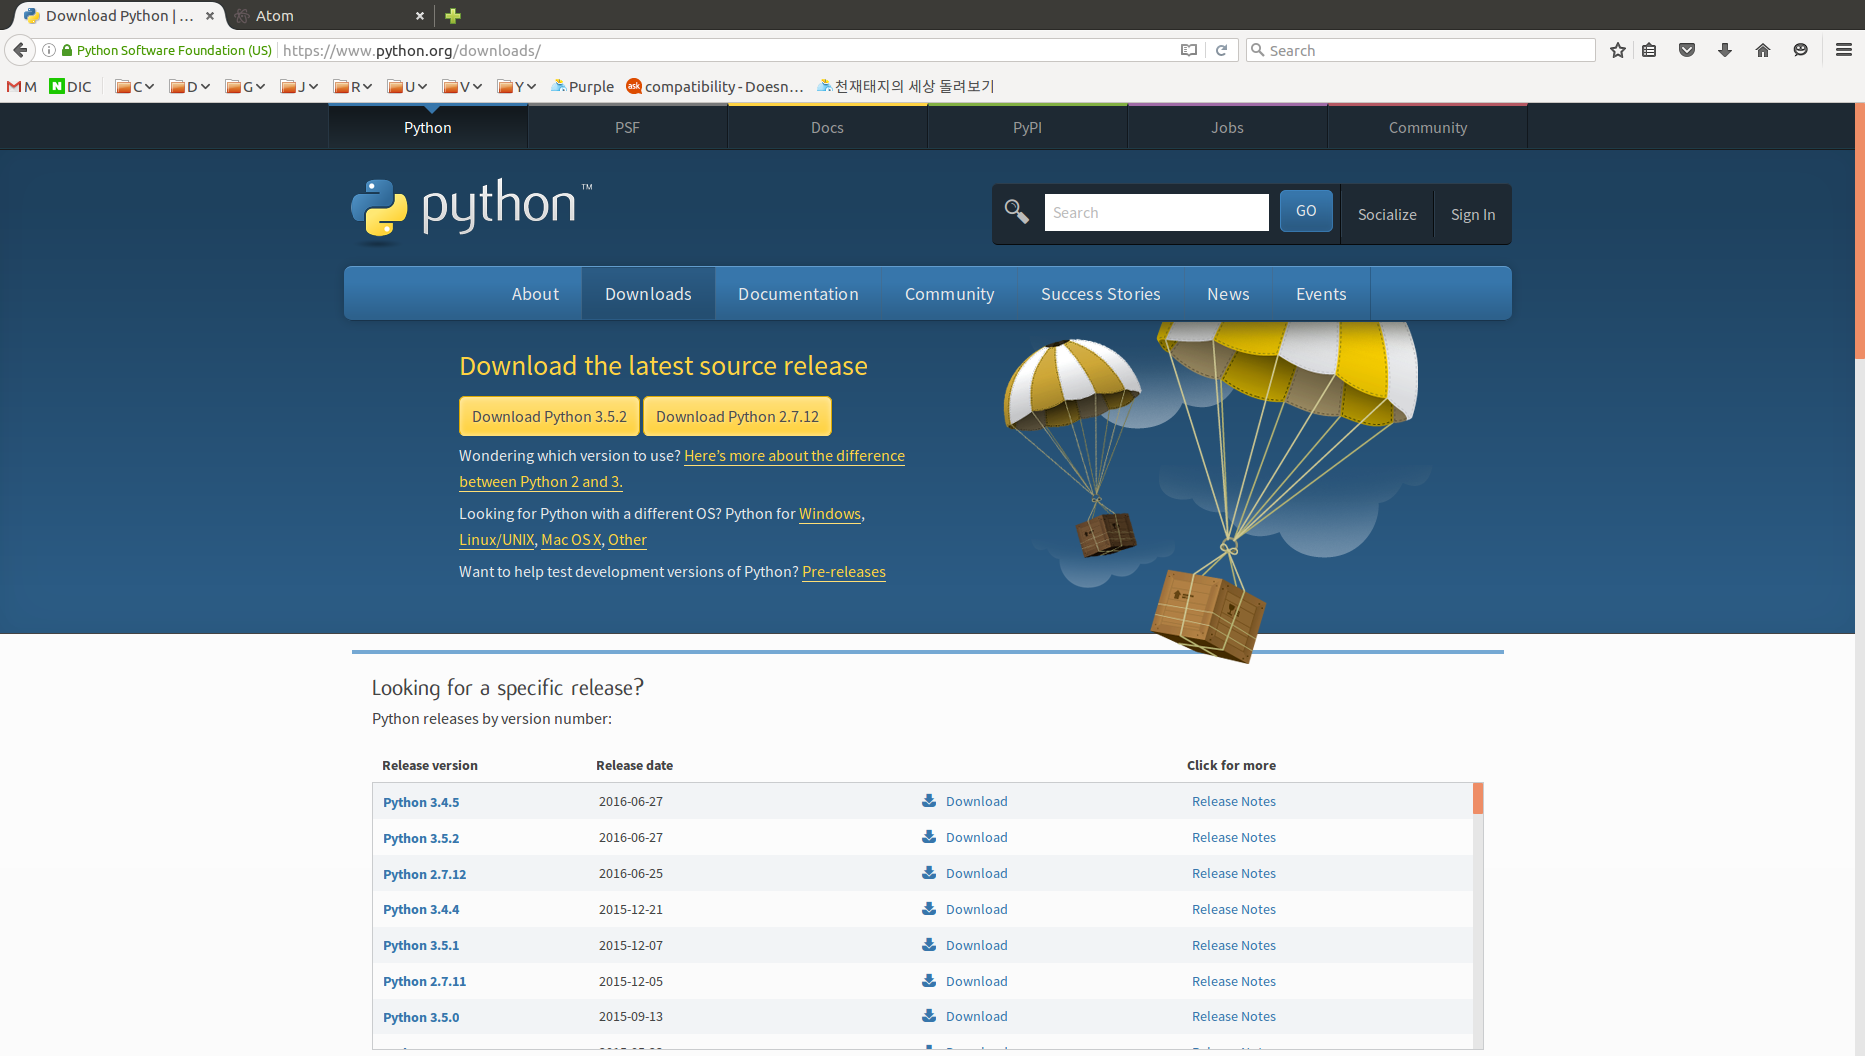 Download Python | ...
Atom
Python Software Foundation (US)
https://www.python.org/downloads/
Search
M
DIC
C
D
G
J
R
U
V
Y
Purple
ask
compatibility - Doesn...
천재태지의 세상 돌려보기
Python
PSF
Docs
PyPI
Jobs
Community
python™
Search
GO
Socialize
Sign In
About
Downloads
Documentation
Community
Success Stories
News
Events
Download the latest source release
Download Python 3.5.2
Download Python 2.7.12
Wondering which version to use? Here's more about the difference
between Python 2 and 3.
Looking for Python with a different OS? Python for Windows,
Linux/UNIX, Mac OS X, Other
Want to help test development versions of Python? Pre-releases
Looking for a specific release?
Python releases by version number:
Release version Release date Click for more
Python 3.4.5 2016-06-27 Download Release Notes
Python 3.5.2 2016-06-27 Download Release Notes
Python 2.7.12 2016-06-25 Download Release Notes
Python 3.4.4 2015-12-21 Download Release Notes
Python 3.5.1 2015-12-07 Download Release Notes
Python 2.7.11 2015-12-05 Download Release Notes
Python 3.5.0 2015-09-13 Download Release Notes